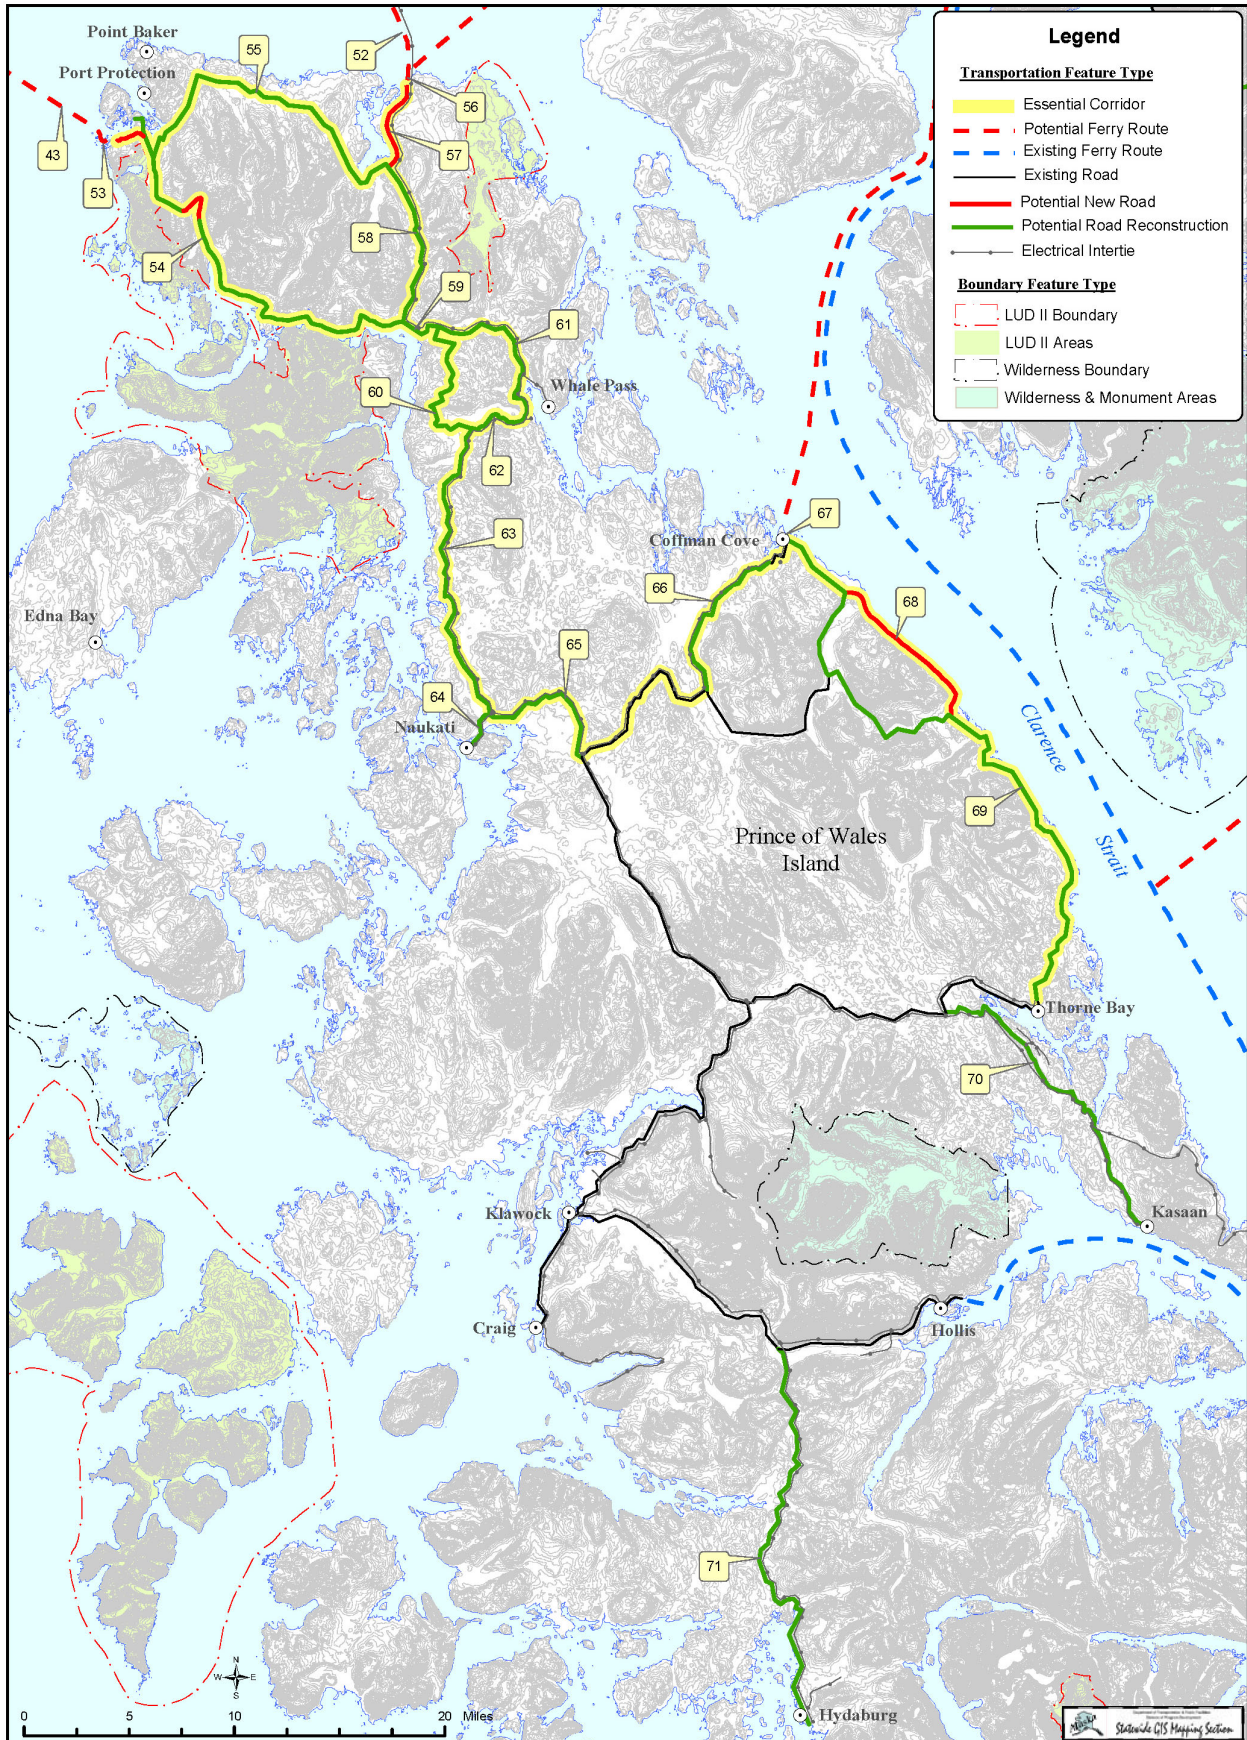 Legend
Transportation Feature Type
Essential Corridor
Potential Ferry Route
Existing Ferry Route
Existing Road
Potential New Road
Potential Road Reconstruction
Electrical Intertie
Boundary Feature Type
LUD II Boundary
LUD II Areas
Wilderness Boundary
Wilderness & Monument Areas
Point Baker
55
52
Port Protection
56
43
57
53
58
54
59
61
Whale Pass
60
62
63
67
Coffman Cove
66
68
Edna Bay
65
64
Naukati
Clarence
Strait
69
Prince of Wales
Island
Thorne Bay
70
Klawock
Kasaan
Craig
Hollis
71
N
W E
S
0 5 10 20 Miles
Hydaburg
Statewide GIS Mapping Section